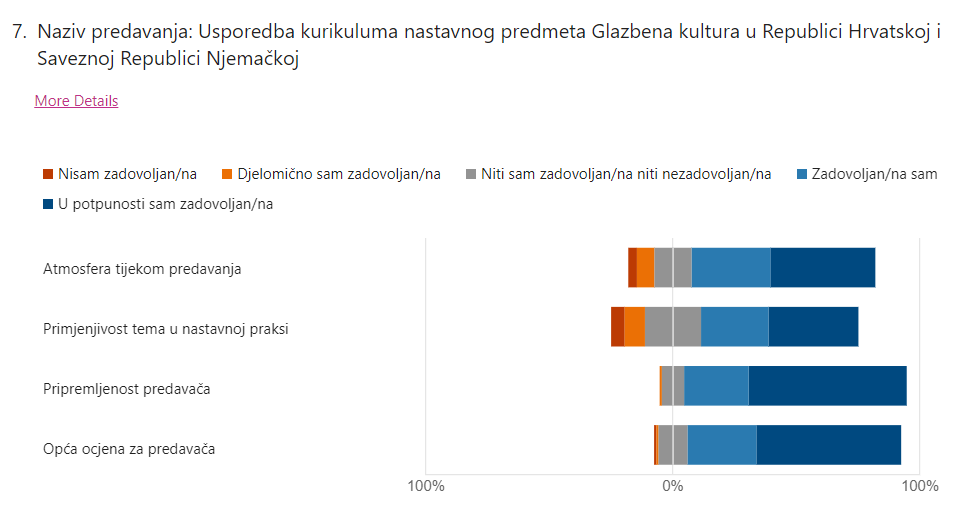 7. Naziv predavanja: Usporedba kurikuluma nastavnog predmeta Glazbena kultura u Republici Hrvatskoj i
Saveznoj Republici Njemačkoj
More Details
Nisam zadovoljan/na Djelomično sam zadovoljan/na Niti sam zadovoljan/na niti nezadovoljan/na Zadovoljan/na sam
U potpunosti sam zadovoljan/na
Atmosfera tijekom predavanja
Primjenjivost tema u nastavnoj praksi
Pripremljenost predavača
Opća ocjena za predavača
100% 0% 100%